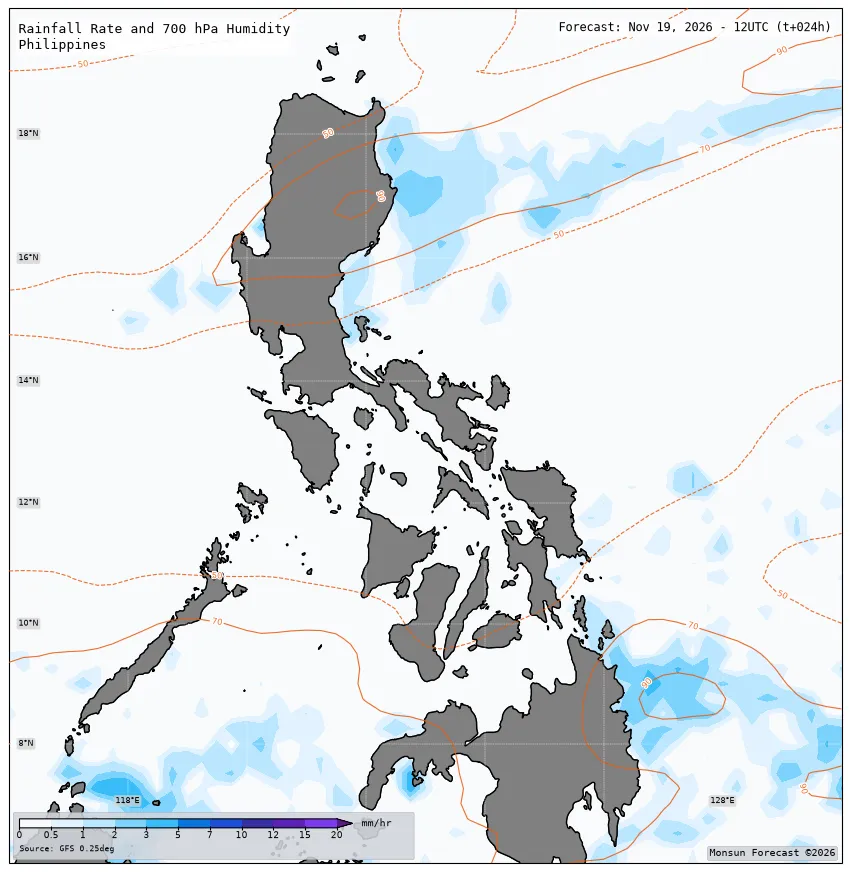 Rainfall Rate and 700 hPa Humidity
Philippines
Forecast: Nov 19, 2026 - 12UTC (t+024h)
50
90
50
18°N
70
90
50
16°N
14°N
12°N
50
50
10°N
70
70
90
8°N
90
118°E
128°E
0 0.5 1 2 3 5 7 10 12 15 20 mm/hr
Source: GFS 0.25deg
Monsun Forecast ©2026